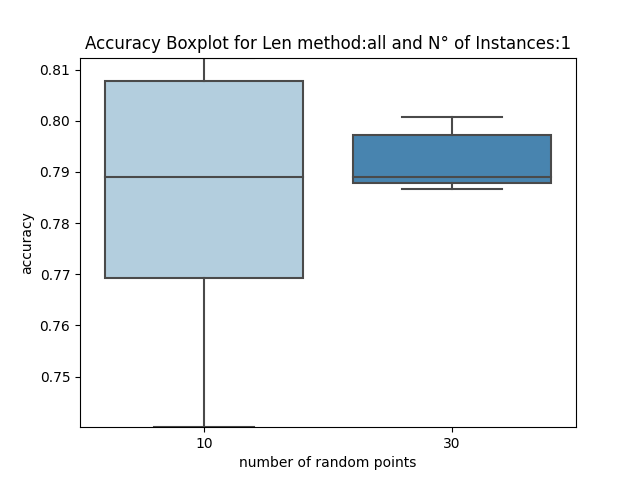 Accuracy Boxplot for Len method:all and N° of Instances:1
0.81
0.80
0.79
0.78
0.77
0.76
0.75
accuracy
10 30
number of random points